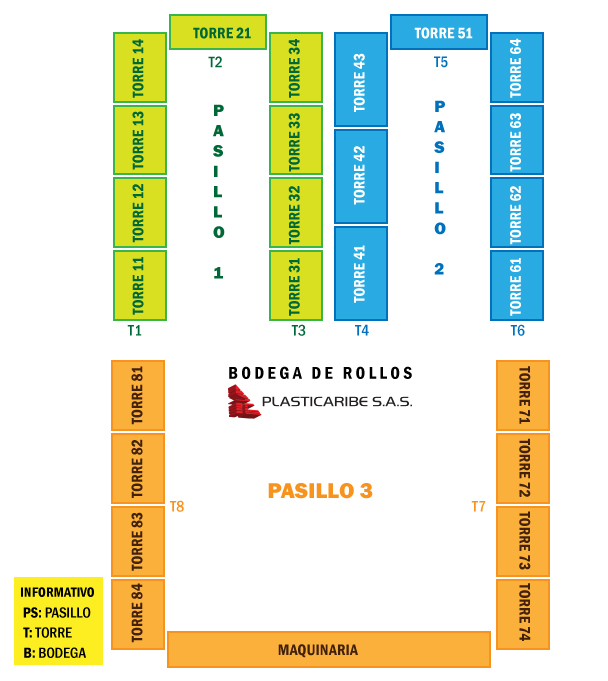 TORRE 21
TORRE 51
T2
T5
TORRE 14
TORRE 13
TORRE 12
TORRE 11
PASILLO 1
TORRE 34
TORRE 33
TORRE 32
TORRE 31
TORRE 43
TORRE 42
TORRE 41
PASILLO 2
TORRE 64
TORRE 63
TORRE 62
TORRE 61
T1
T3
T4
T6
BODEGA DE ROLLOS
PLASTICARIBE S.A.S.
TORRE 81
TORRE 82
TORRE 83
TORRE 84
PASILLO 3
T8
T7
TORRE 71
TORRE 72
TORRE 73
TORRE 74
INFORMATIVO
PS: PASILLO
T: TORRE
B: BODEGA
MAQUINARIA